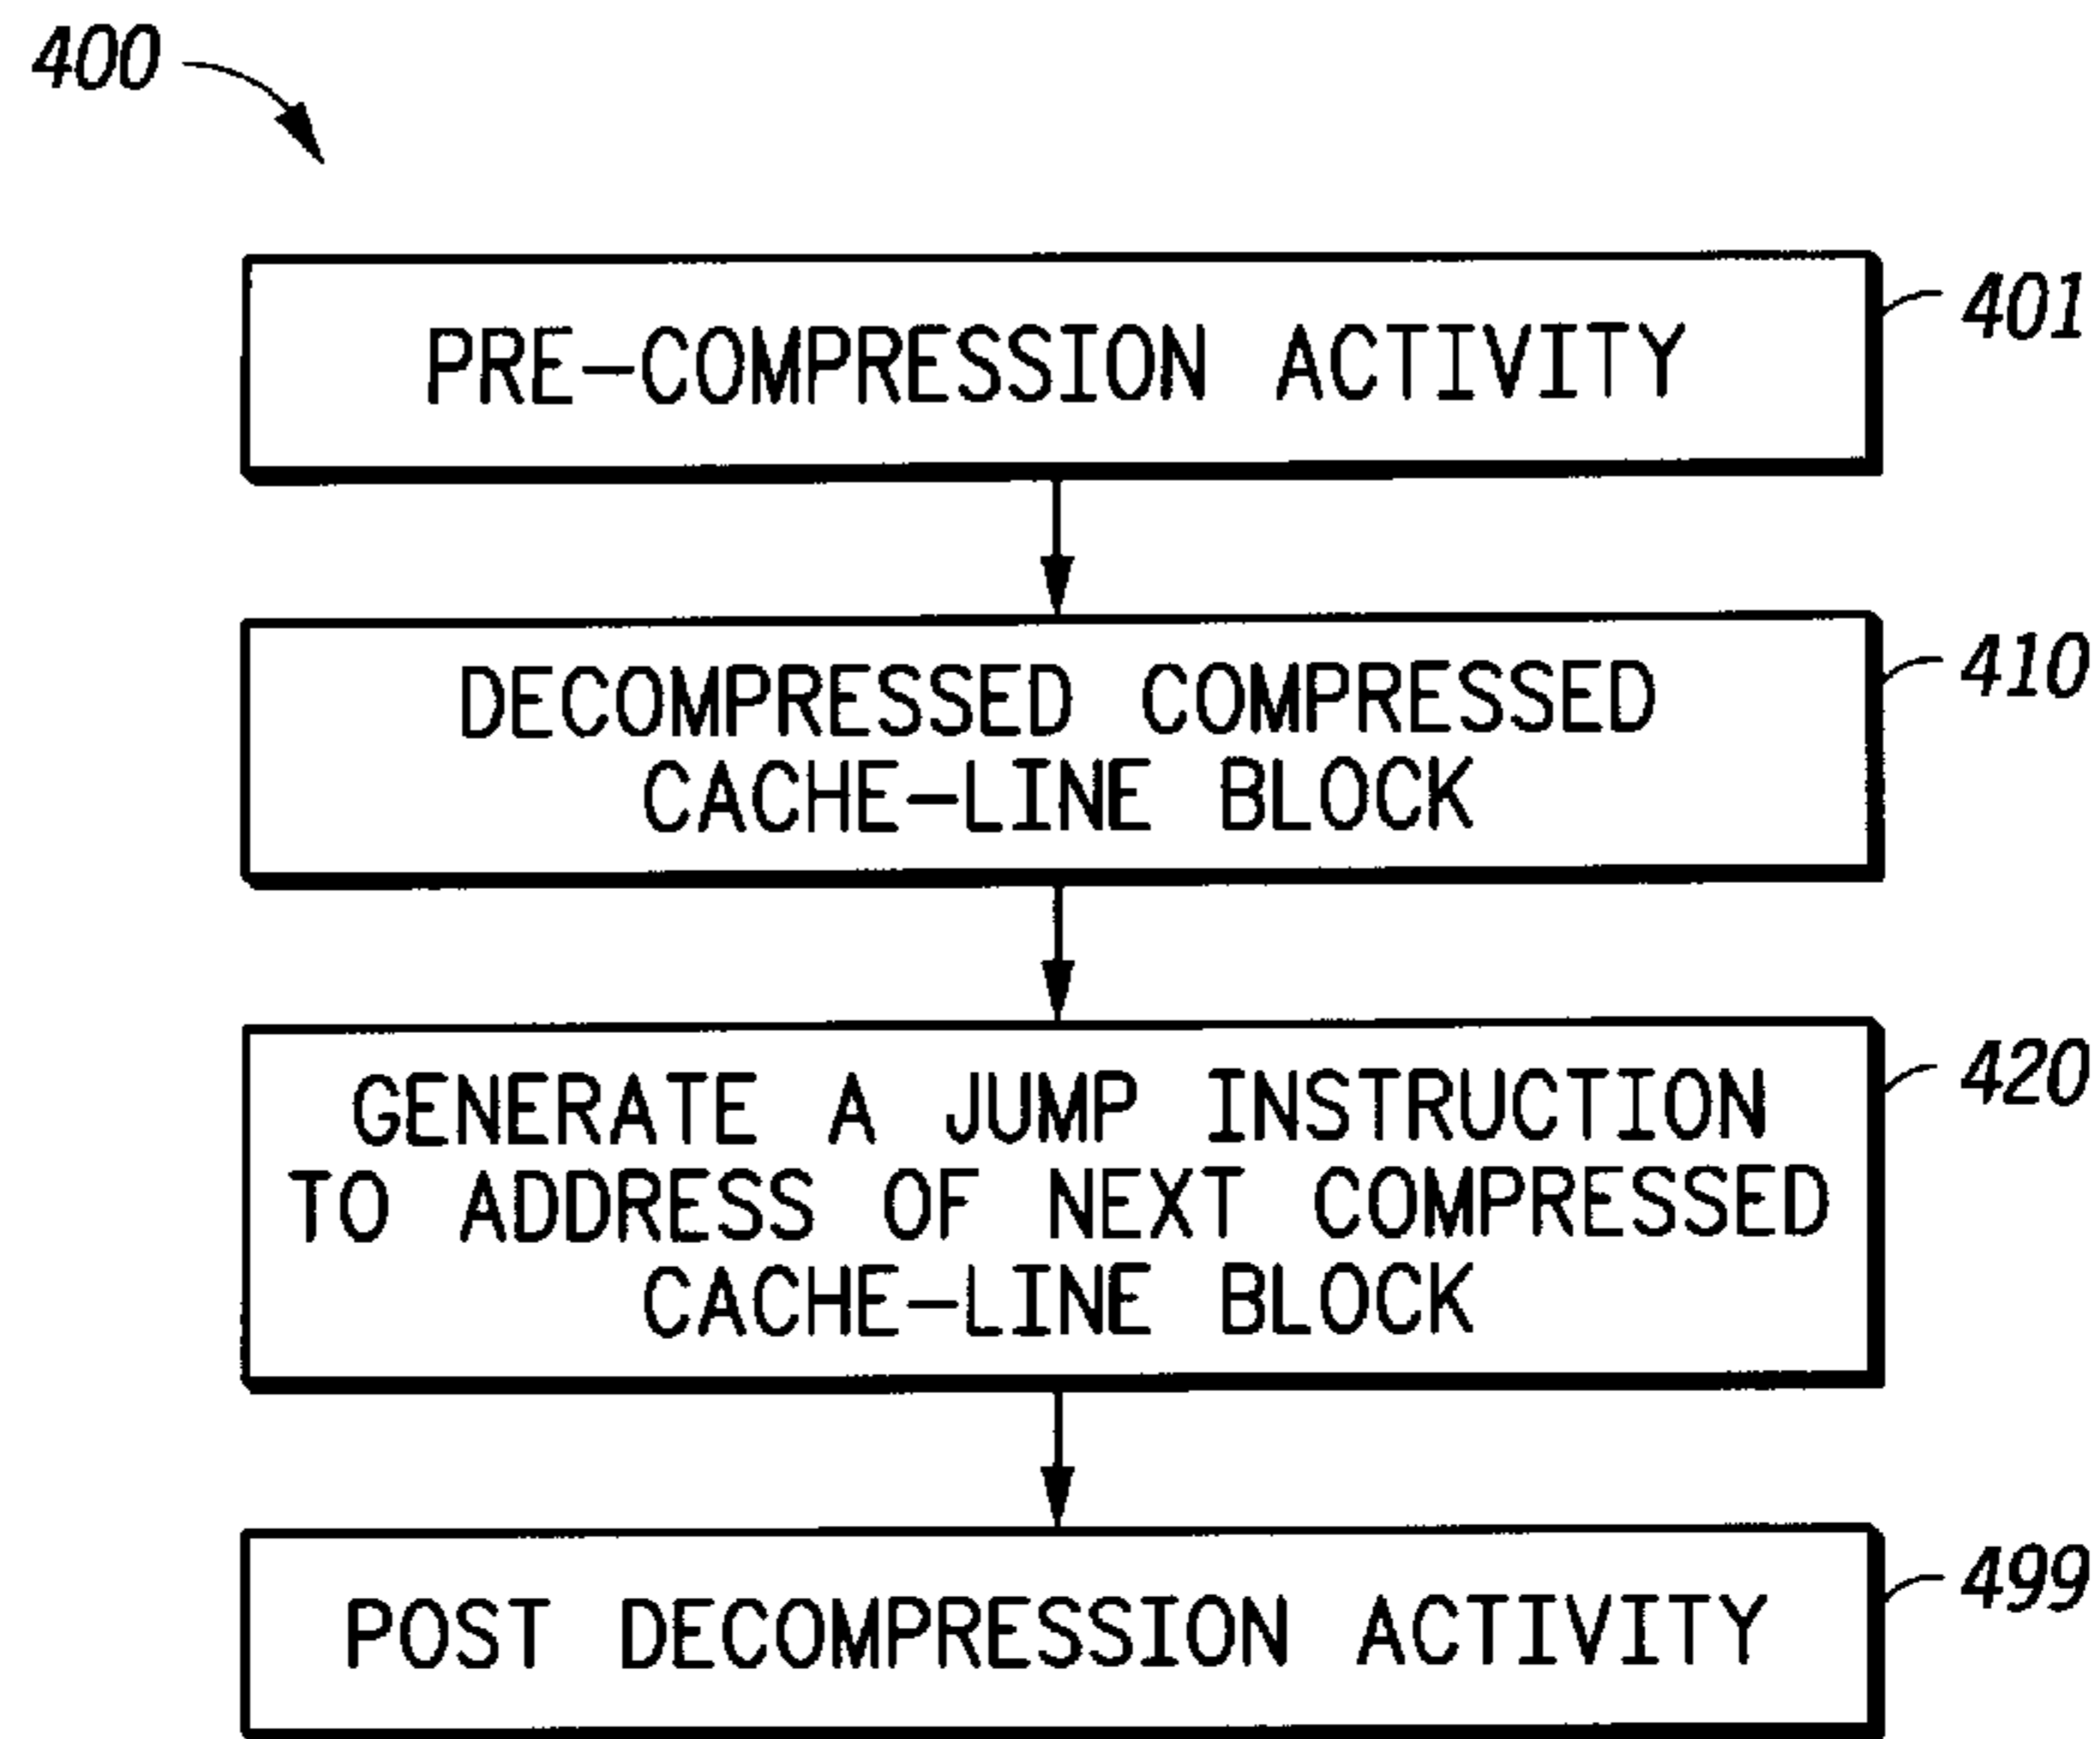 400
PRE-COMPRESSION ACTIVITY
401
DECOMPRESSED COMPRESSED
CACHE-LINE BLOCK
410
GENERATE A JUMP INSTRUCTION
TO ADDRESS OF NEXT COMPRESSED
CACHE-LINE BLOCK
420
POST DECOMPRESSION ACTIVITY
499